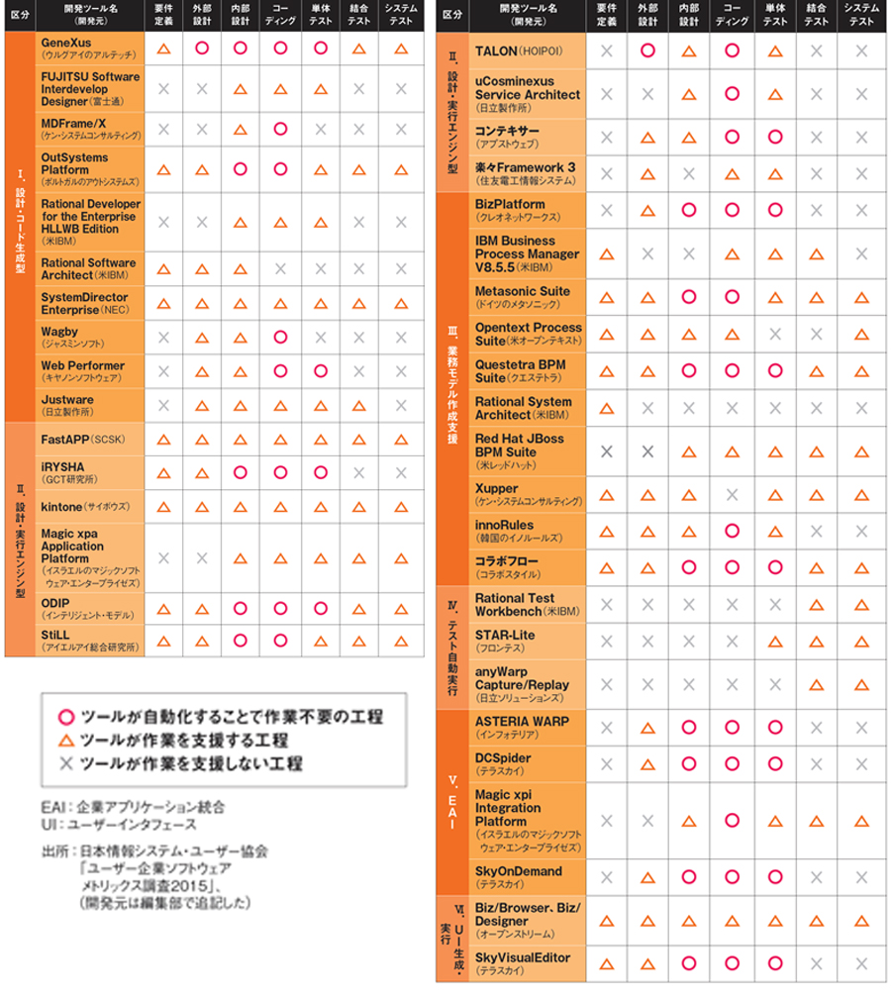 区分 開発ツール名(開発元) 要件定義 外部設計 内部設計 コーディング 単体テスト 結合テスト システムテスト
Ⅰ.設計・コード生成型
GeneXus
(ウルグアイのアルテッチ)
△ ○ ○ ○ ○ △ △
FUJITSU Software
Interdevelop
Designer(富士通)
× × △ △ △ × ×
MDFrame/X
(ケン・システムコンサルティング)
× × △ ○ × × ×
OutSystems
Platform
(ポルトガルのアウトシステムズ)
△ △ ○ ○ △ △ △
Rational Developer
for the Enterprise
HLLWB Edition
(米IBM)
× × △ △ △ × ×
Rational Software
Architect(米IBM)
△ △ △ × × × ×
SystemDirector
Enterprise(NEC)
△ △ △ △ △ △ △
Wagby
(ジャスミンソフト)
× △ △ ○ × × ×
Web Performer
(キヤノンソフトウェア)
× △ △ ○ ○ × ×
Justware
(日立製作所)
× △ △ △ △ △ ×
Ⅱ.設計・実行エンジン型
FastAPP(SCSK)
△ △ △ △ △ △ △
iRYSHA
(GCT研究所)
△ △ ○ ○ ○ × ×
kintone(サイボウズ)
△ △ △ △ △ △ △
Magic xpa
Application
Platform
(イスラエルのマジックソフト
ウェア・エンタープライゼズ)
× × △ △ △ △ △
ODIP
(インテリジェント・モデル)
△ △ ○ ○ ○ △ △
StiLL
(アイエルアイ総合研究所)
△ △ ○ ○ △ △ △
○ ツールが自動化することで作業不要の工程
△ ツールが作業を支援する工程
× ツールが作業を支援しない工程
EAI：企業アプリケーション統合
UI：ユーザーインタフェース
出所：日本情報システム・ユーザー協会
「ユーザー企業ソフトウェア
メトリックス調査2015」、
(開発元は編集部で追記した)
区分 開発ツール名(開発元) 要件定義 外部設計 内部設計 コーディング 単体テスト 結合テスト システムテスト
Ⅱ.設計・実行エンジン型
TALON(HOIPOI)
× ○ △ ○ △ × ×
uCosminexus
Service Architect
(日立製作所)
× × △ ○ △ × ×
コンテキサー
(アプストウェブ)
× △ △ ○ ○ × ×
楽々Framework 3
(住友電工情報システム)
× △ × △ △ × ×
Ⅲ.業務モデル作成支援
BizPlatform
(クレオネットワークス)
× △ ○ ○ ○ × ×
IBM Business
Process Manager
V8.5.5(米IBM)
△ × × △ △ △ ×
Metasonic Suite
(ドイツのメタソニック)
△ △ ○ ○ △ △ △
Opentext Process
Suite(米オープンテキスト)
△ △ △ △ × × △
Questetra BPM
Suite(クエステトラ)
△ △ ○ ○ ○ △ △
Rational System
Architect(米IBM)
△ × × × × × ×
Red Hat JBoss
BPM Suite
(米レッドハット)
× × △ △ △ △ △
Xupper
(ケン・システムコンサルティング)
△ △ △ × △ △ △
innoRules
(韓国のイノルールズ)
△ △ △ ○ △ × ×
コラボフロー
(コラボスタイル)
△ △ ○ ○ ○ △ △
Ⅳ.テスト自動実行
Rational Test
Workbench(米IBM)
× × × × × △ △
STAR-Lite
(フロンテス)
× × × × △ △ △
anyWarp
Capture/Replay
(日立ソリューションズ)
× × × × × △ △
Ⅴ.EAI
ASTERIA WARP
(インフォテリア)
× △ ○ ○ ○ × ×
DCSpider
(テラスカイ)
× △ ○ ○ ○ × ×
Magic xpi
Integration
Platform
(イスラエルのマジックソフト
ウェア・エンタープライゼズ)
× × △ ○ △ △ △
SkyOnDemand
(テラスカイ)
× △ ○ ○ ○ × ×
Ⅵ.UI生成・実行
Biz/Browser、Biz/
Designer
(オープンストリーム)
△ △ △ △ △ △ △
SkyVisualEditor
(テラスカイ)
△ △ ○ ○ ○ × ×